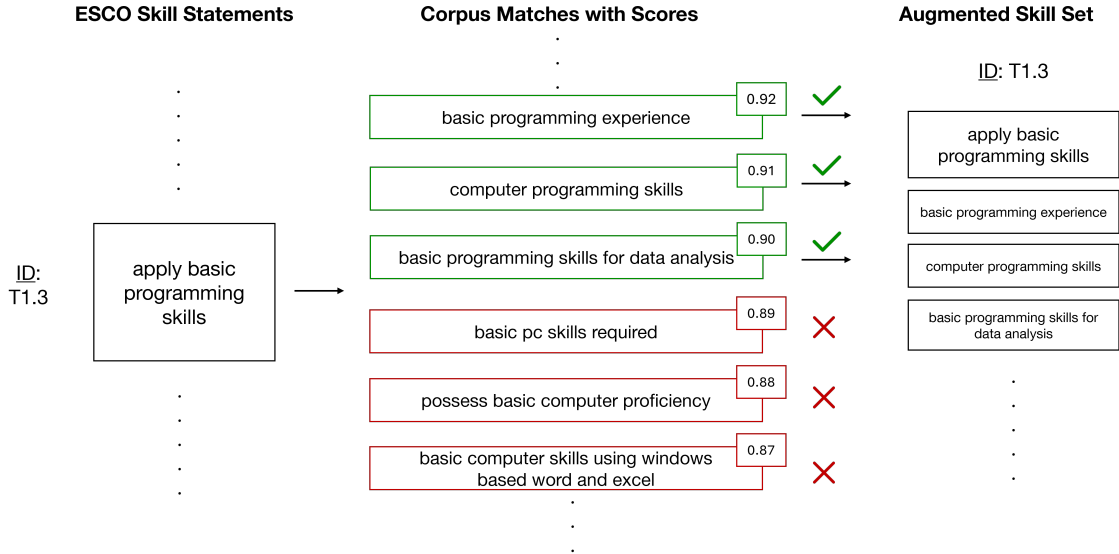 ESCO Skill Statements
Corpus Matches with Scores
Augmented Skill Set
ID:
T1.3
apply basic
programming
skills
0.92
basic programming experience
0.91
computer programming skills
0.90
basic programming skills for data analysis
0.89
basic pc skills required
0.88
possess basic computer proficiency
0.87
basic computer skills using windows
based word and excel
ID: T1.3
apply basic
programming skills
basic programming experience
computer programming skills
basic programming skills for
data analysis